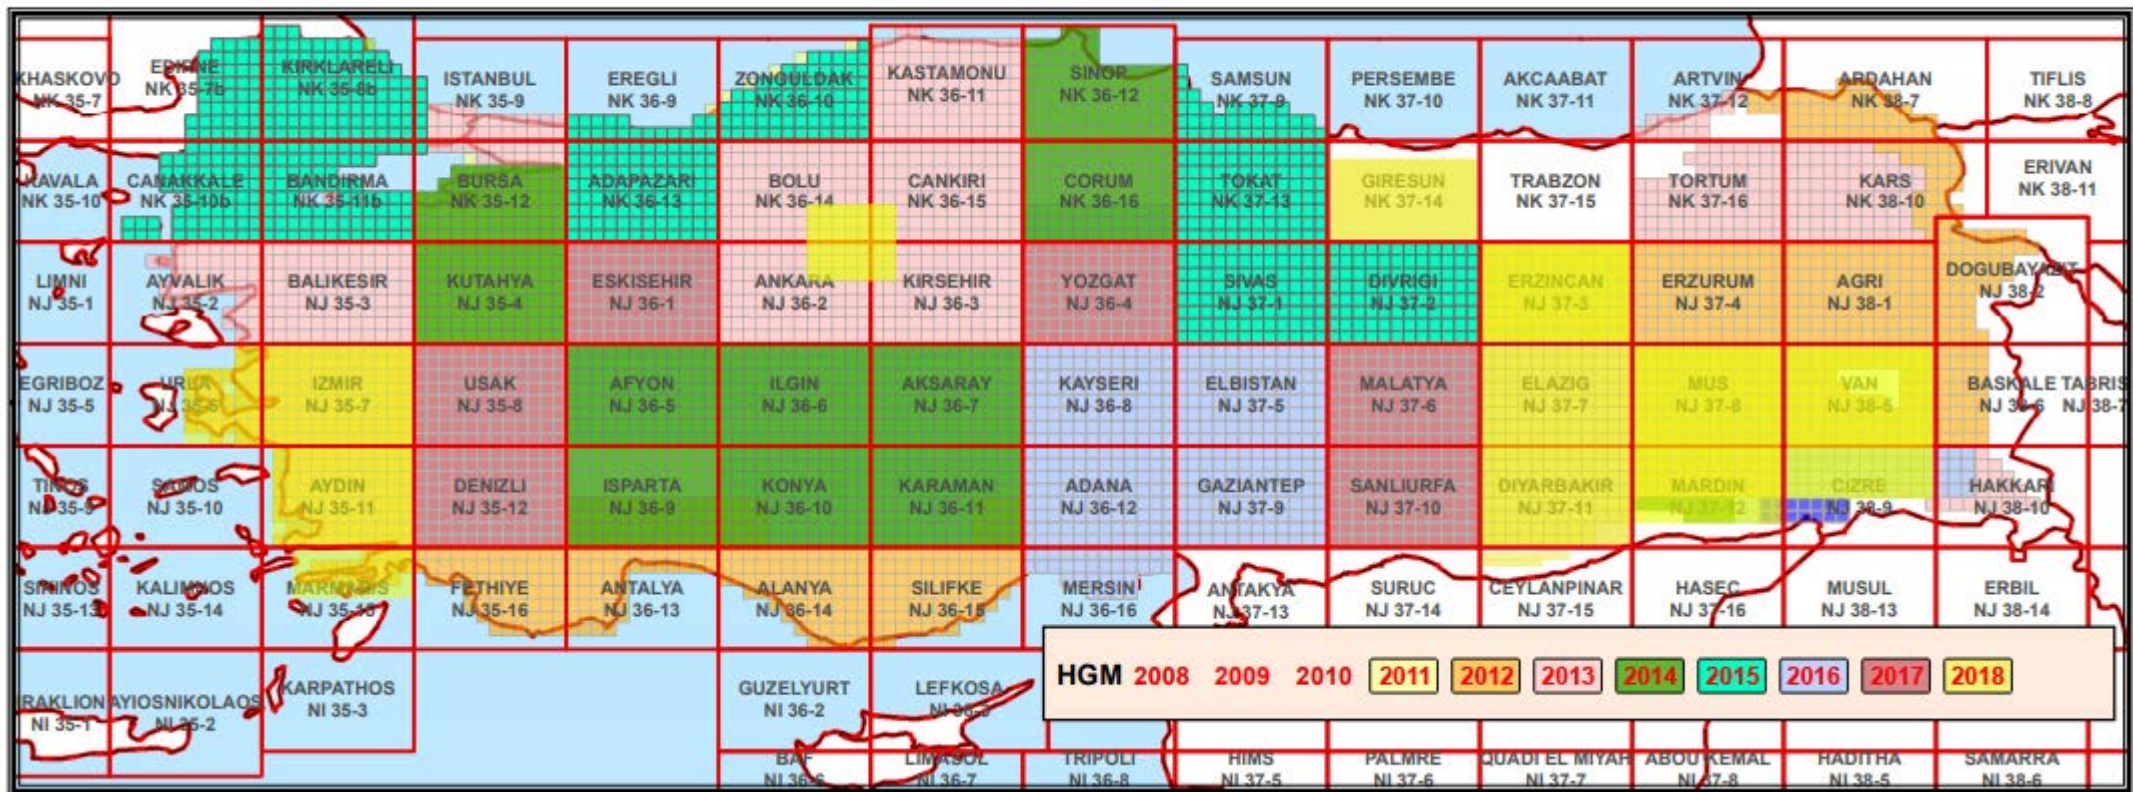 KHASKOVO
NK 35-7
EDIRNE
NK 35-7b
KIRKLARELI
NK 35-8b
ISTANBUL
NK 35-9
EREGLI
NK 36-9
ZONGULDAK
NK 36-10
KASTAMONU
NK 36-11
SINOP
NK 36-12
SAMSUN
NK 37-9
PERSEMBE
NK 37-10
AKCAABAT
NK 37-11
ARTVIN
NK 37-12
ARDAHAN
NK 38-7
TIFLIS
NK 38-8
KAVALA
NK 35-10
CANAKKALE
NK 35-10b
BANDIRMA
NK 35-11b
BURSA
NK 35-12
ADAPAZARI
NK 36-13
BOLU
NK 36-14
CANKIRI
NK 36-15
CORUM
NK 36-16
TOKAT
NK 37-13
GIRESUN
NK 37-14
TRABZON
NK 37-15
TORTUM
NK 37-16
KARS
NK 38-10
ERIVAN
NK 38-11
LIMNI
NJ 35-1
AYVALIK
NJ 35-2
BALIKESIR
NJ 35-3
KUTAHYA
NJ 35-4
ESKISEHIR
NJ 36-1
ANKARA
NJ 36-2
KIRSEHIR
NJ 36-3
YOZGAT
NJ 36-4
SIVAS
NJ 37-1
DIVRIGI
NJ 37-2
ERZINCAN
NJ 37-3
ERZURUM
NJ 37-4
AGRI
NJ 38-1
DOGUBAYAZIT
NJ 38-2
EGRIBOZ
NJ 35-5
URLA
NJ 35-6
IZMIR
NJ 35-7
USAK
NJ 35-8
AFYON
NJ 36-5
ILGIN
NJ 36-6
AKSARAY
NJ 36-7
KAYSERI
NJ 36-8
ELBISTAN
NJ 37-5
MALATYA
NJ 37-6
ELAZIG
NJ 37-7
MUS
NJ 37-8
VAN
NJ 38-5
BASKALE
NJ 38-6
TABRIS
NJ 38-7
TINOS
NJ 35-9
SAMOS
NJ 35-10
AYDIN
NJ 35-11
DENIZLI
NJ 35-12
ISPARTA
NJ 36-9
KONYA
NJ 36-10
KARAMAN
NJ 36-11
ADANA
NJ 36-12
GAZIANTEP
NJ 37-9
SANLIURFA
NJ 37-10
DIYARBAKIR
NJ 37-11
MARDIN
NJ 37-12
CIZRE
NJ 38-9
HAKKARI
NJ 38-10
SIKINOS
NJ 35-13
KALIMNOS
NJ 35-14
MARMARIS
NJ 35-15
FETHIYE
NJ 35-16
ANTALYA
NJ 36-13
ALANYA
NJ 36-14
SILIFKE
NJ 36-15
MERSIN
NJ 36-16
ANTAKYA
NJ 37-13
SURUC
NJ 37-14
CEYLANPINAR
NJ 37-15
HASEC
NJ 37-16
MUSUL
NJ 38-13
ERBIL
NJ 38-14
HGM 2008 2009 2010 2011 2012 2013 2014 2015 2016 2017 2018
IRAKLION
NI 35-1
AYIOSNIKOLAOS
NI 35-2
KARPATHOS
NI 35-3
GUZELYURT
NI 36-2
LEFKOSA
NI 36-3
BAF
NI 36-6
LIMASOL
NI 36-7
TRIPOLI
NI 36-8
HIMS
NI 37-5
PALMRE
NI 37-6
QUADI EL MIYAH
NI 37-7
ABOU KEMAL
NI 37-8
HADITHA
NI 38-5
SAMARRA
NI 38-6